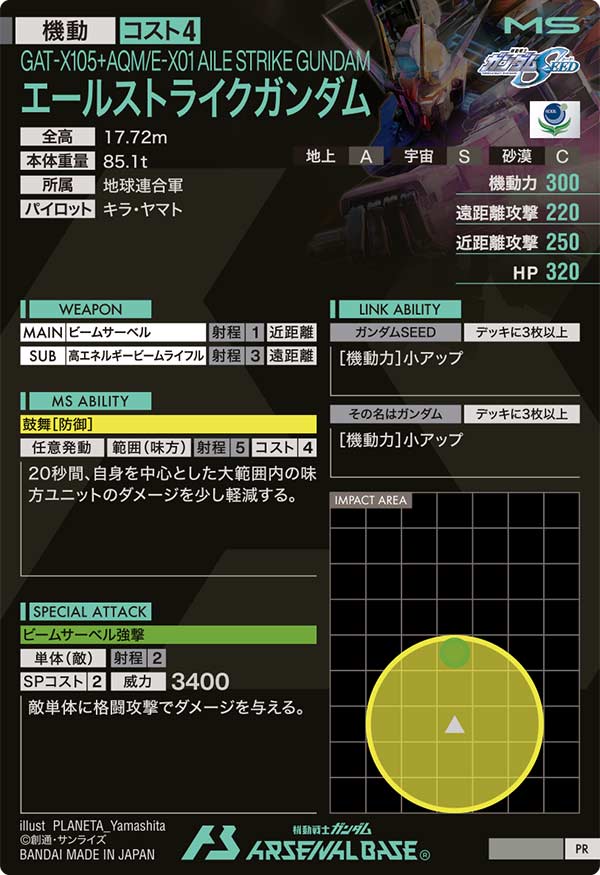 機動 コスト4
MS
GAT-X105+AQM/E-X01 AILE STRIKE GUNDAM
エールストライクガンダム
機動戦士ガンダムSEED
全高 17.72m
本体重量 85.1t
所属 地球連合軍
パイロット キラ・ヤマト
地上 A 宇宙 S 砂漠 C
機動力 300
遠距離攻撃 220
近距離攻撃 250
HP 320
WEAPON
MAIN ビームサーベル 射程 1 近距離
SUB 高エネルギービームライフル 射程 3 遠距離
MS ABILITY
鼓舞[防御]
任意発動 範囲(味方) 射程 5 コスト 4
20秒間、自身を中心とした大範囲内の味
方ユニットのダメージを少し軽減する。
SPECIAL ATTACK
ビームサーベル強撃
単体(敵) 射程 2
SPコスト 2 威力 3400
敵単体に格闘攻撃でダメージを与える。
LINK ABILITY
ガンダムSEED デッキに3枚以上
[機動力]小アップ
その名はガンダム デッキに3枚以上
[機動力]小アップ
IMPACT AREA
illust PLANETA_Yamashita
©創通・サンライズ
BANDAI MADE IN JAPAN
機動戦士ガンダム
AB ARSENAL BASE®
PR